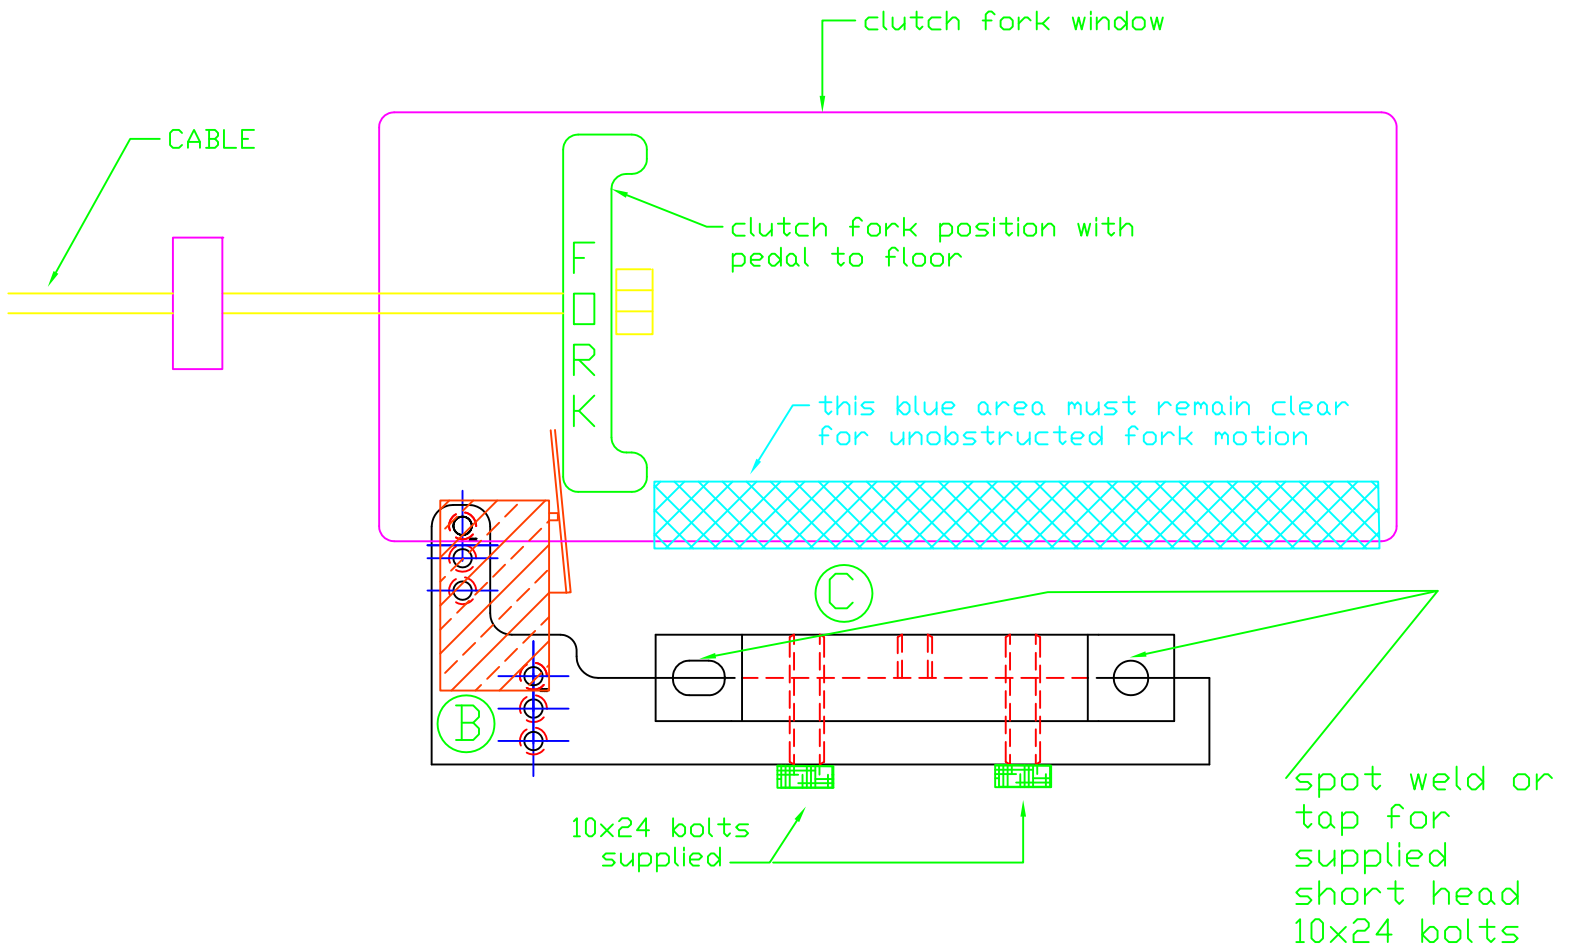 clutch fork window
CABLE
clutch fork position with
pedal to floor
FORK
this blue area must remain clear
for unobstructed fork motion
C
B
10x24 bolts
supplied
spot weld or
tap for
supplied
short head
10x24 bolts